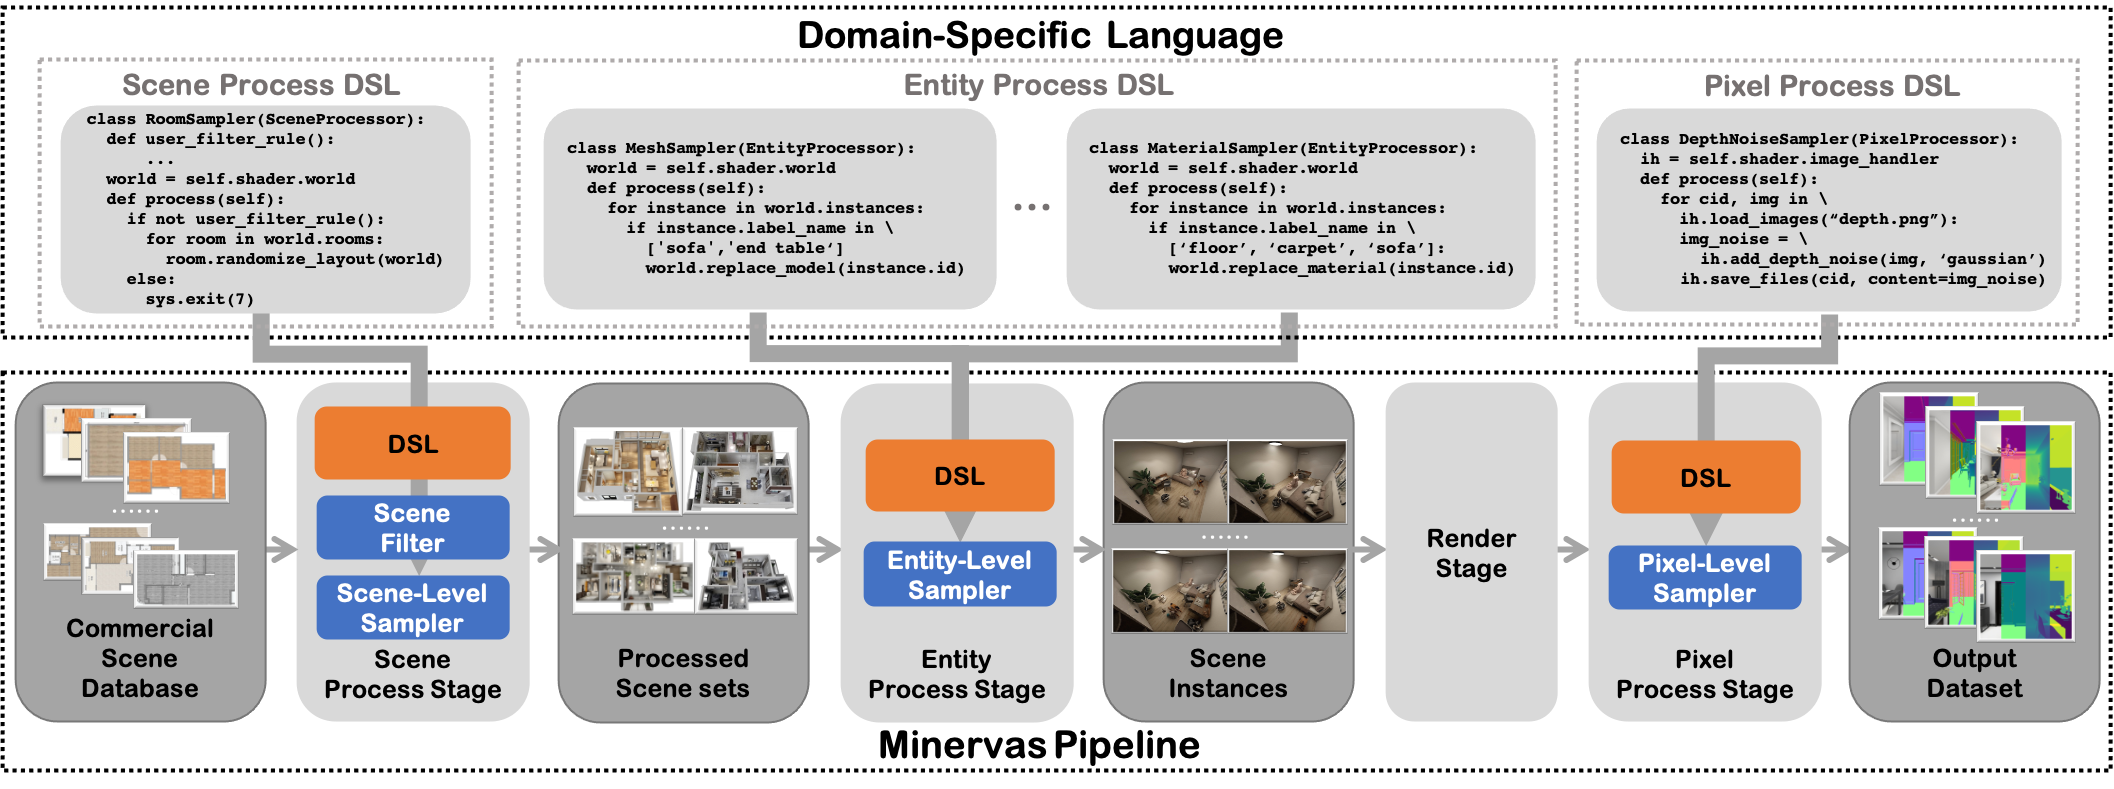 Domain-Specific Language
Scene Process DSL
class RoomSampler(SceneProcessor):
def user_filter_rule():
...
world = self.shader.world
def process(self):
if not user_filter_rule():
for room in world.rooms:
room.randomize_layout(world)
else:
sys.exit(7)
Entity Process DSL
class MeshSampler(EntityProcessor):
world = self.shader.world
def process(self):
for instance in world.instances:
if instance.label_name in \
['sofa','end table‘]
world.replace_model(instance.id)
...
class MaterialSampler(EntityProcessor):
world = self.shader.world
def process(self):
for instance in world.instances:
if instance.label_name in \
[‘floor’, ‘carpet’, ‘sofa’]:
world.replace_material(instance.id)
Pixel Process DSL
class DepthNoiseSampler(PixelProcessor):
ih = self.shader.image_handler
def process(self):
for cid, img in \
ih.load_images(“depth.png”):
img_noise = \
ih.add_depth_noise(img, ‘gaussian’)
ih.save_files(cid, content=img_noise)
......
Commercial
Scene
Database
DSL
Scene
Filter
Scene-Level
Sampler
Scene
Process Stage
......
Processed
Scene sets
DSL
Entity-Level
Sampler
Entity
Process Stage
......
Scene
Instances
Render
Stage
DSL
Pixel-Level
Sampler
Pixel
Process Stage
......
Output
Dataset
Minervas Pipeline